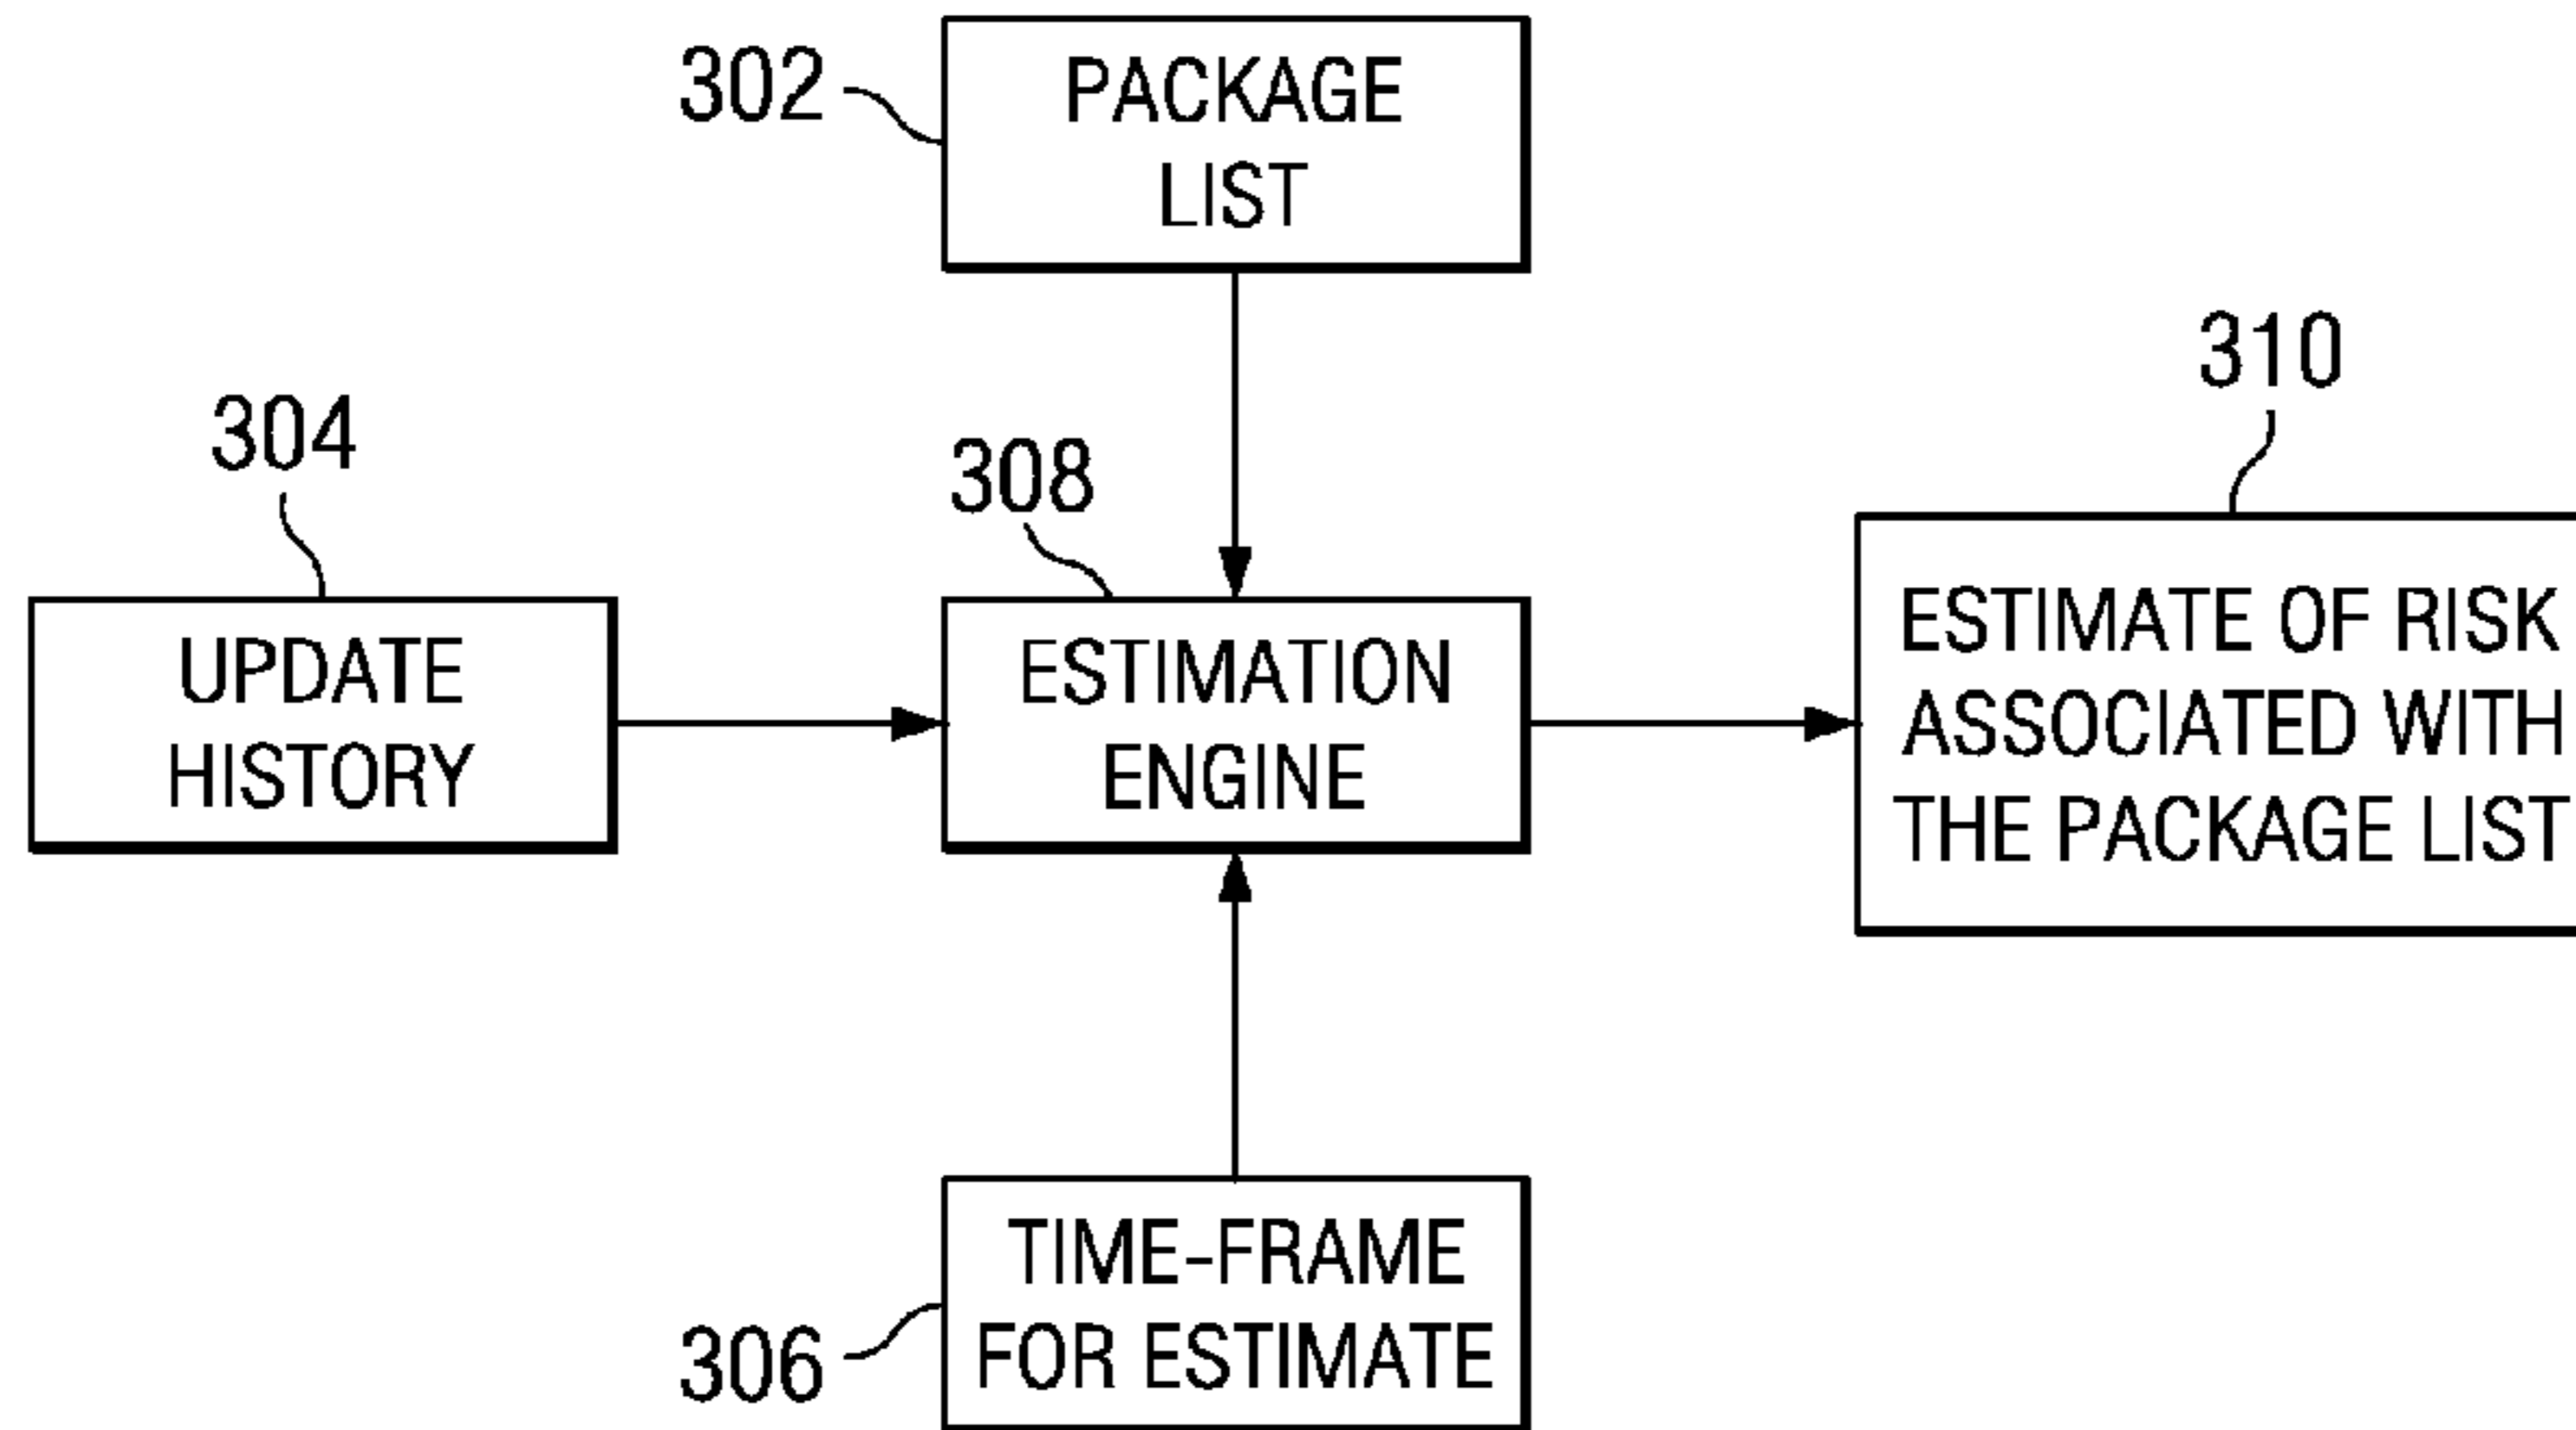 302
PACKAGE
LIST
304
308
310
UPDATE
HISTORY
ESTIMATION
ENGINE
ESTIMATE OF RISK
ASSOCIATED WITH
THE PACKAGE LIST
306
TIME-FRAME
FOR ESTIMATE